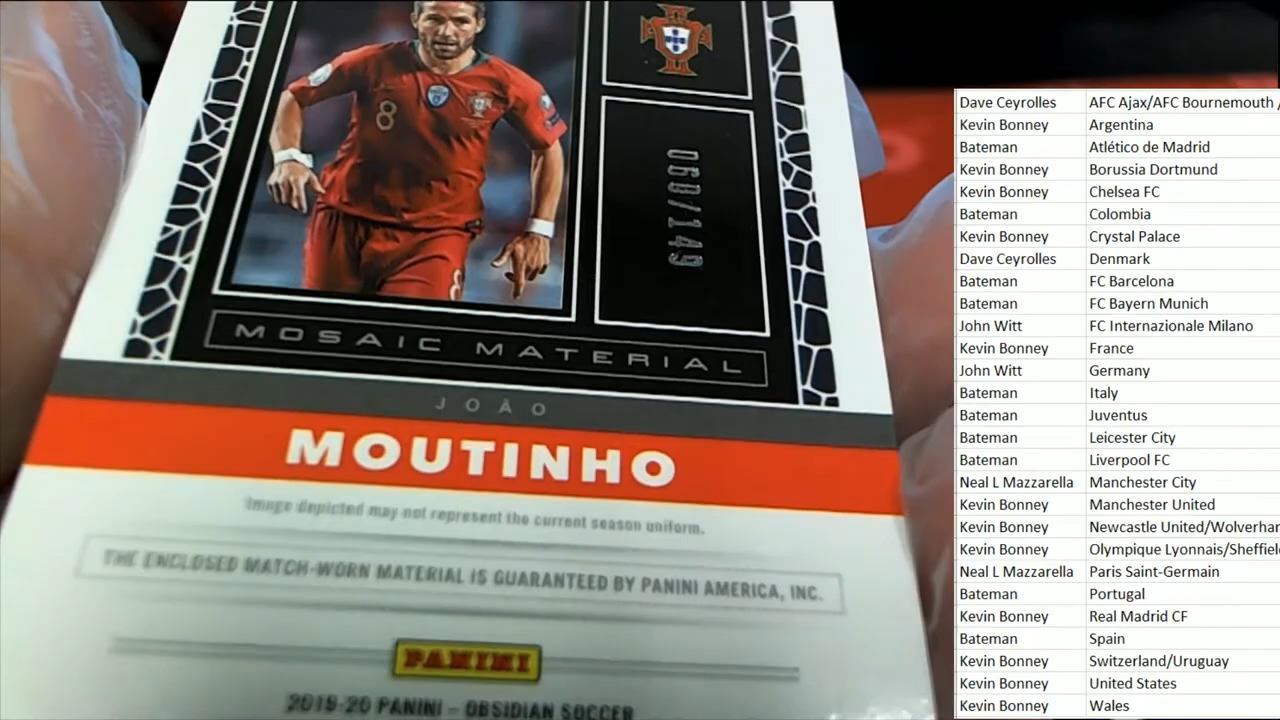 8
8
068/149
MOSAIC MATERIAL
JOÃO
MOUTINHO
Image depicted may not represent the current season uniform.
THE ENCLOSED MATCH-WORN MATERIAL IS GUARANTEED BY PANINI AMERICA, INC.
PANINI
2019-20 PANINI – OBSIDIAN SOCCER
Dave Ceyrolles AFC Ajax/AFC Bournemouth
Kevin Bonney Argentina
Bateman Atlético de Madrid
Kevin Bonney Borussia Dortmund
Kevin Bonney Chelsea FC
Bateman Colombia
Kevin Bonney Crystal Palace
Dave Ceyrolles Denmark
Bateman FC Barcelona
Bateman FC Bayern Munich
John Witt FC Internazionale Milano
Kevin Bonney France
John Witt Germany
Bateman Italy
Bateman Juventus
Bateman Leicester City
Bateman Liverpool FC
Neal L Mazzarella Manchester City
Kevin Bonney Manchester United
Kevin Bonney Newcastle United/Wolverhar
Kevin Bonney Olympique Lyonnais/Sheffield
Neal L Mazzarella Paris Saint-Germain
Bateman Portugal
Kevin Bonney Real Madrid CF
Bateman Spain
Kevin Bonney Switzerland/Uruguay
Kevin Bonney United States
Kevin Bonney Wales